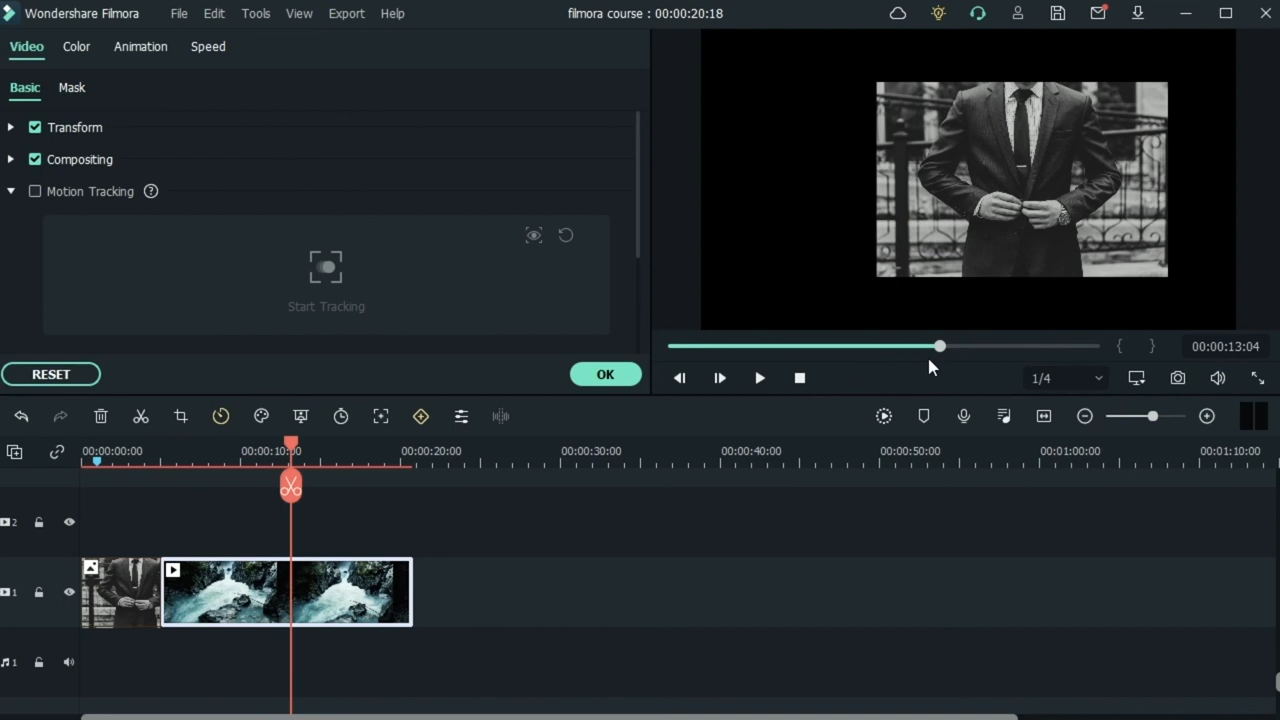 Wondershare Filmora File Edit Tools View Export Help filmora course : 00:00:20:18
Video Color Animation Speed
Basic Mask
Transform
Compositing
Motion Tracking ?
Start Tracking
RESET OK
{ } 00:00:13:04
1/4
00:00:00:00 00:00:10:00 00:00:20:00 00:00:30:00 00:00:40:00 00:00:50:00 00:01:00:00 00:01:10:00
2
1
1